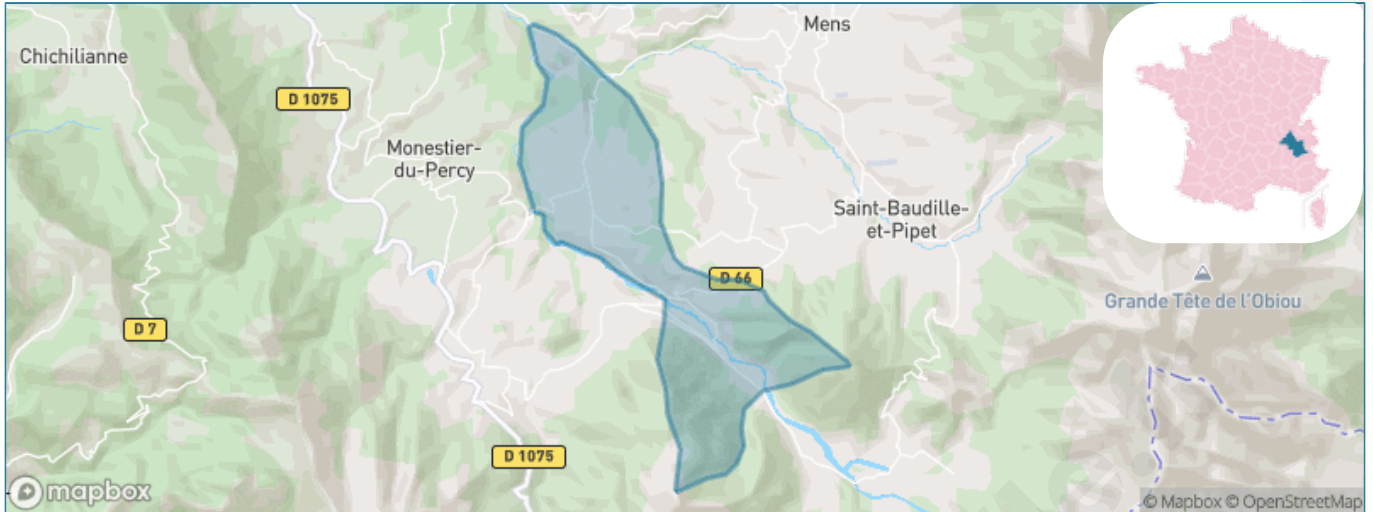 Mens
Chichilianne
D 1075
Monestier-
du-Percy
Saint-Baudille-
et-Pipet
D 66
Grande Tête de l'Obiou
D 7
D 1075
mapbox
© Mapbox © OpenStreetMap